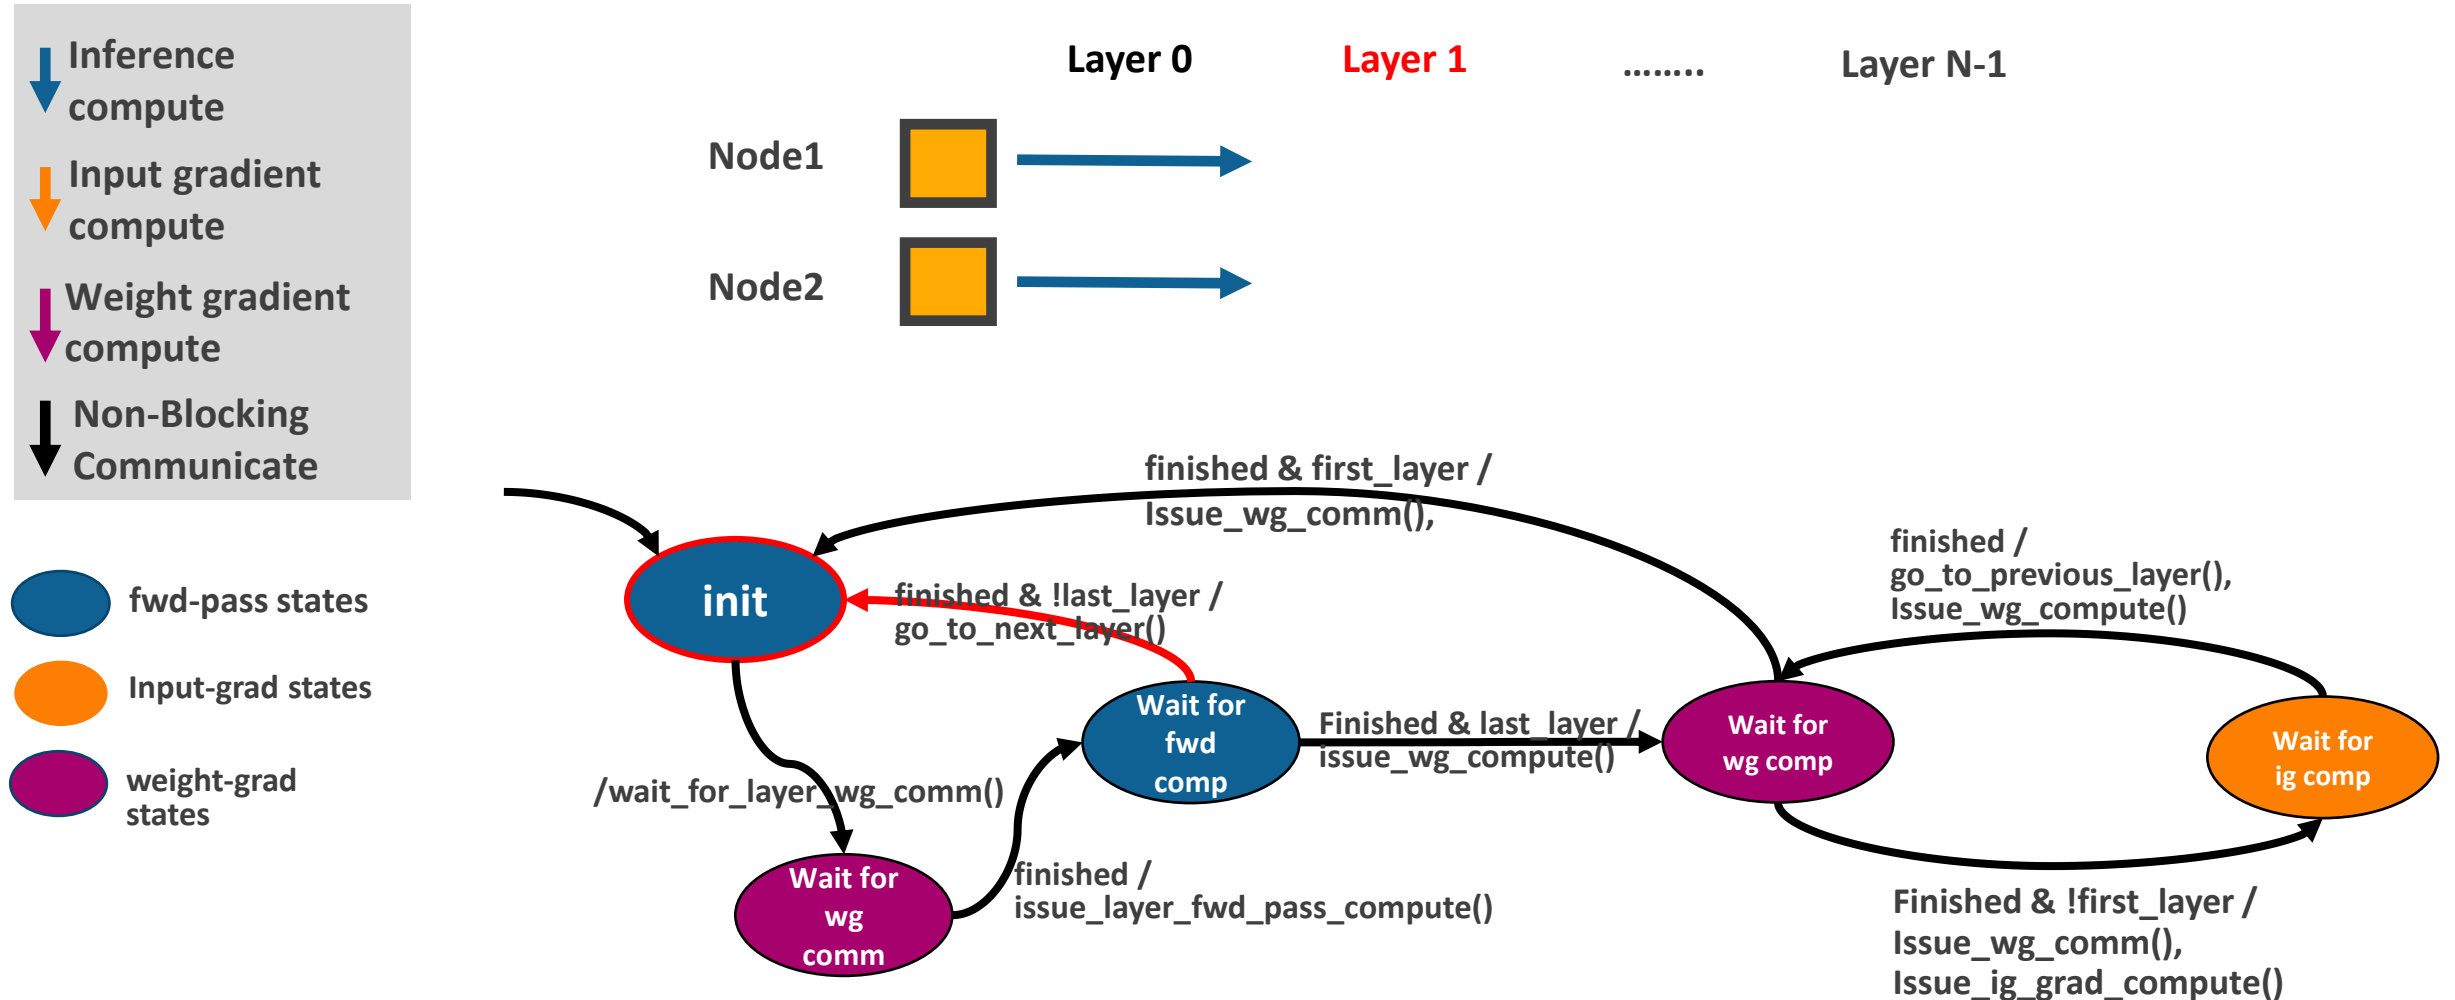 Inference
compute
Input gradient
compute
Weight gradient
compute
Non-Blocking
Communicate
fwd-pass states
Input-grad states
weight-grad
states
Layer 0
Layer 1
........
Layer N-1
Node1
Node2
finished & first_layer /
Issue_wg_comm(),
init
finished & !last_layer /
go_to_next_layer()
/wait_for_layer_wg_comm()
Wait for
wg
comm
finished /
issue_layer_fwd_pass_compute()
Wait for
fwd
comp
Finished & last_layer /
issue_wg_compute()
Wait for
wg comp
finished /
go_to_previous_layer(),
Issue_wg_compute()
Wait for
ig comp
Finished & !first_layer /
Issue_wg_comm(),
Issue_ig_grad_compute()